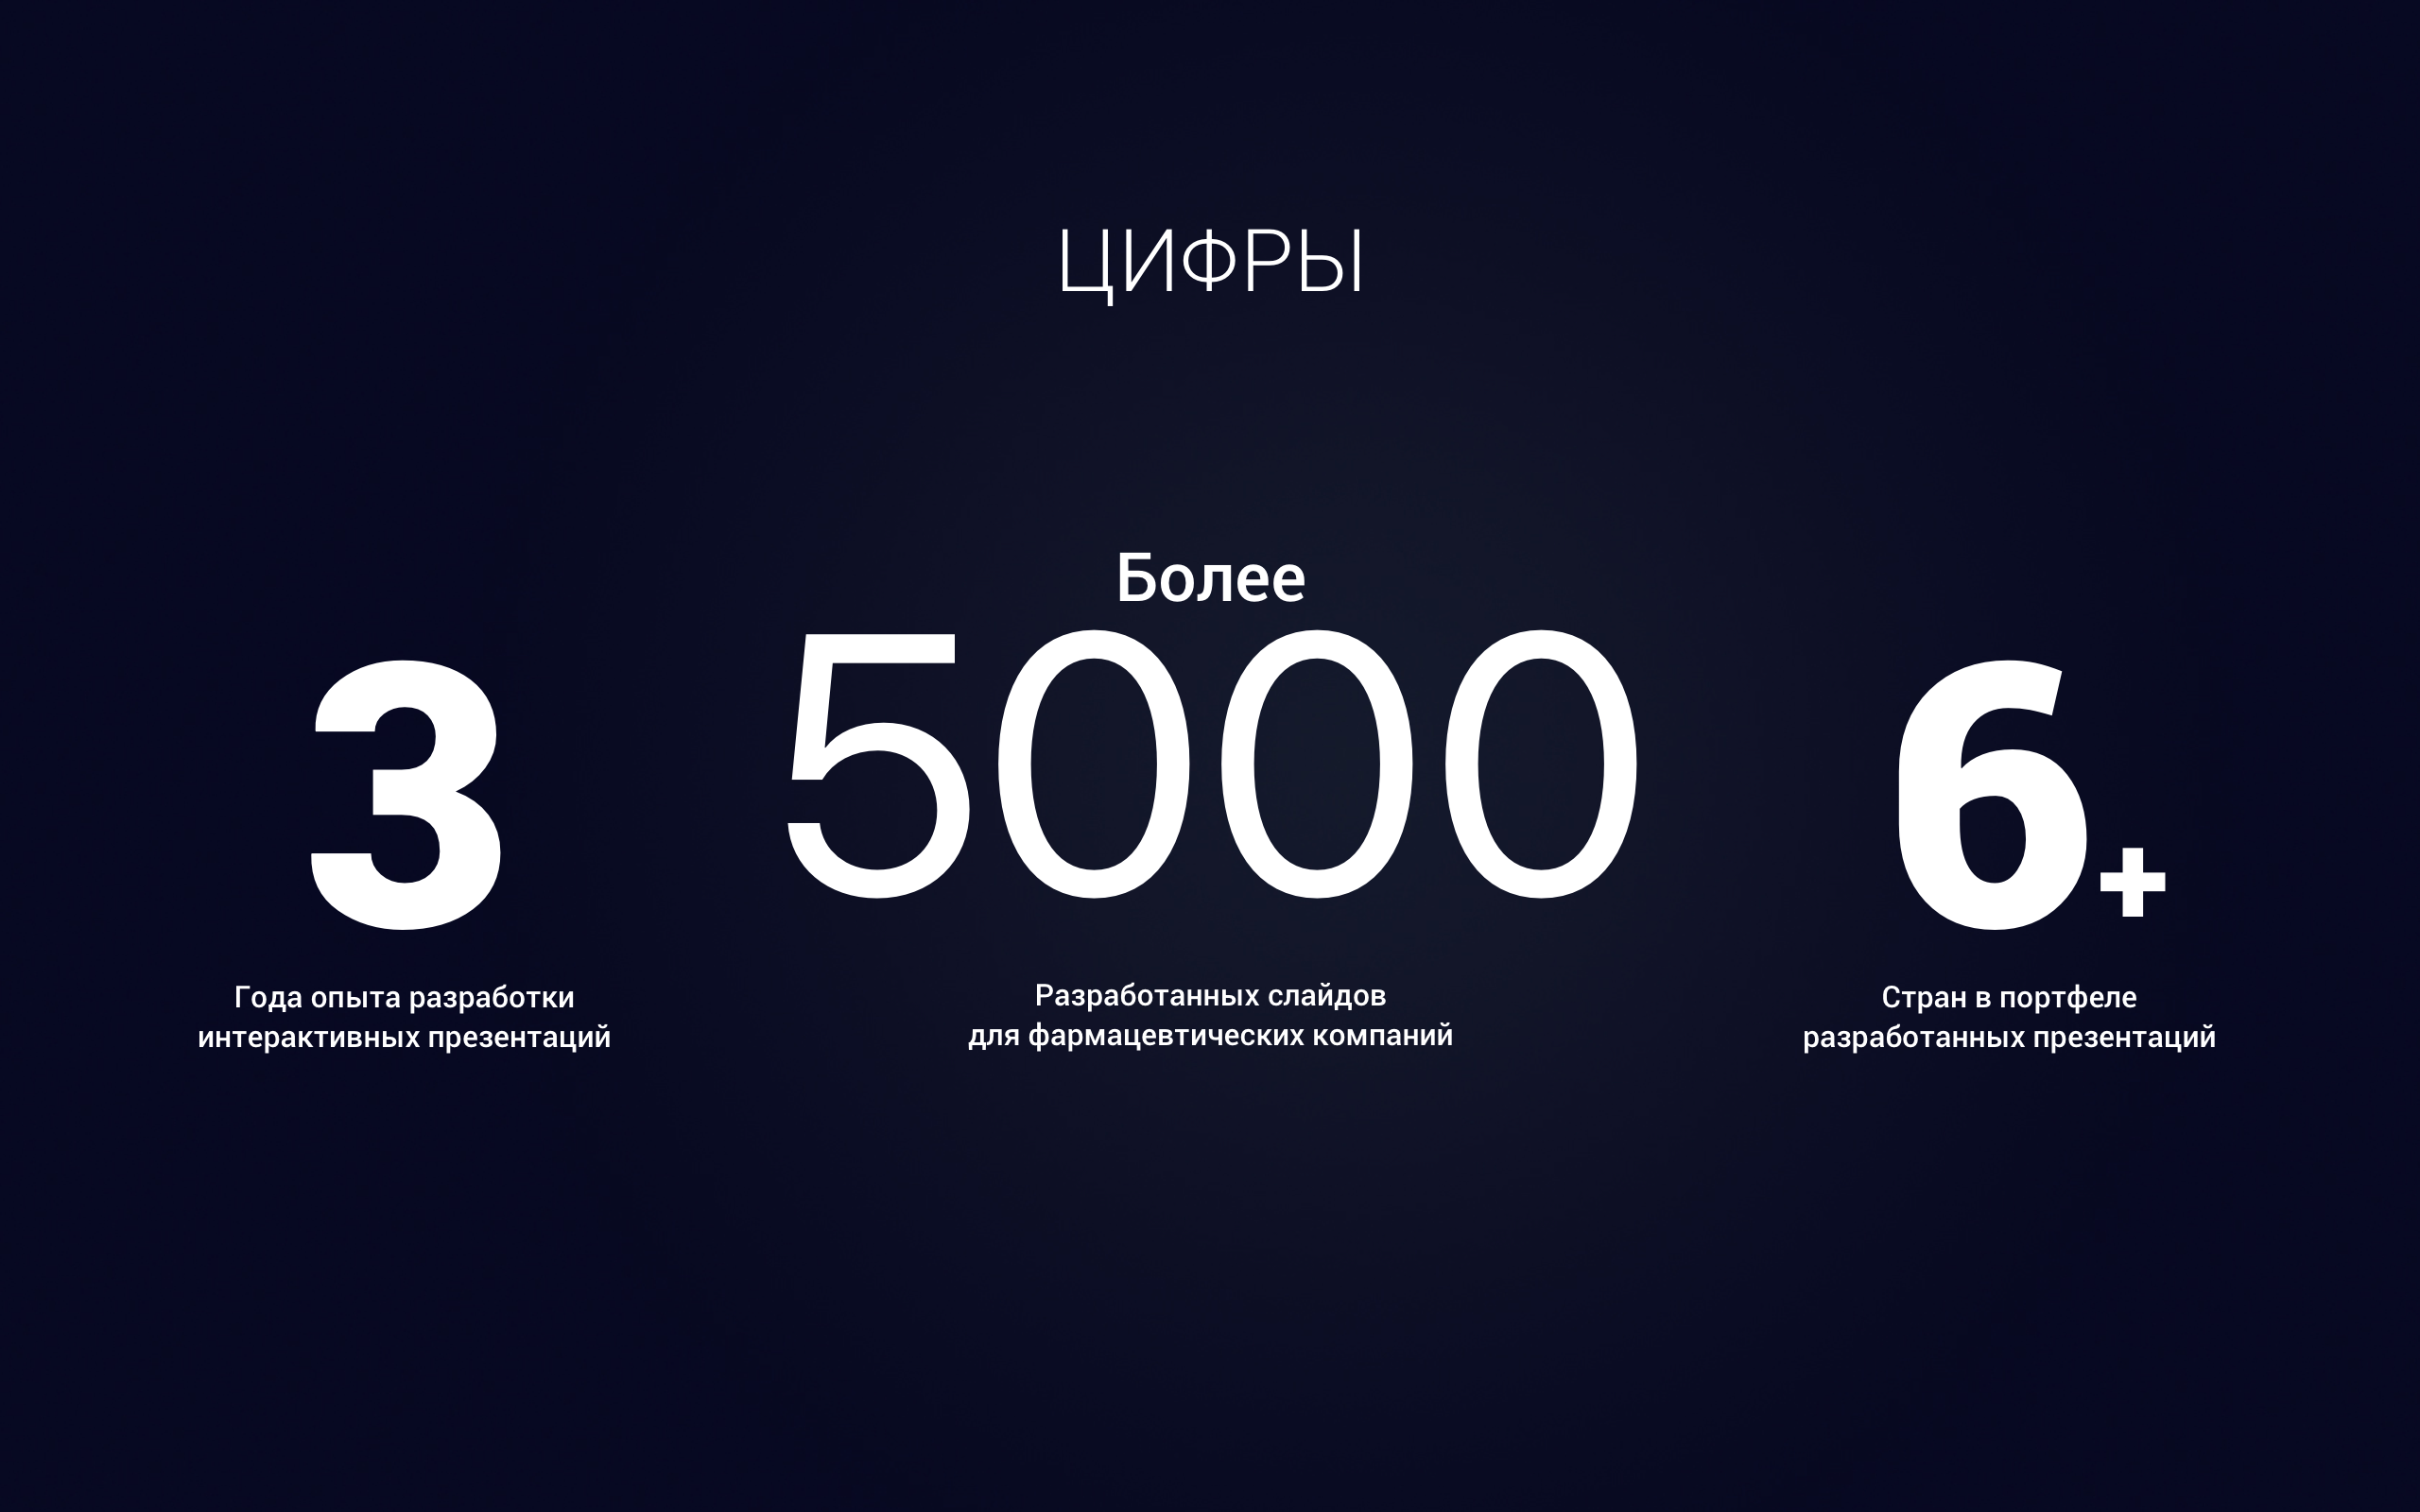 ЦИФРЫ
3
Года опыта разработки
интерактивных презентаций
Более
5000
Разработанных слайдов
для фармацевтических компаний
6+
Стран в портфеле
разработанных презентаций